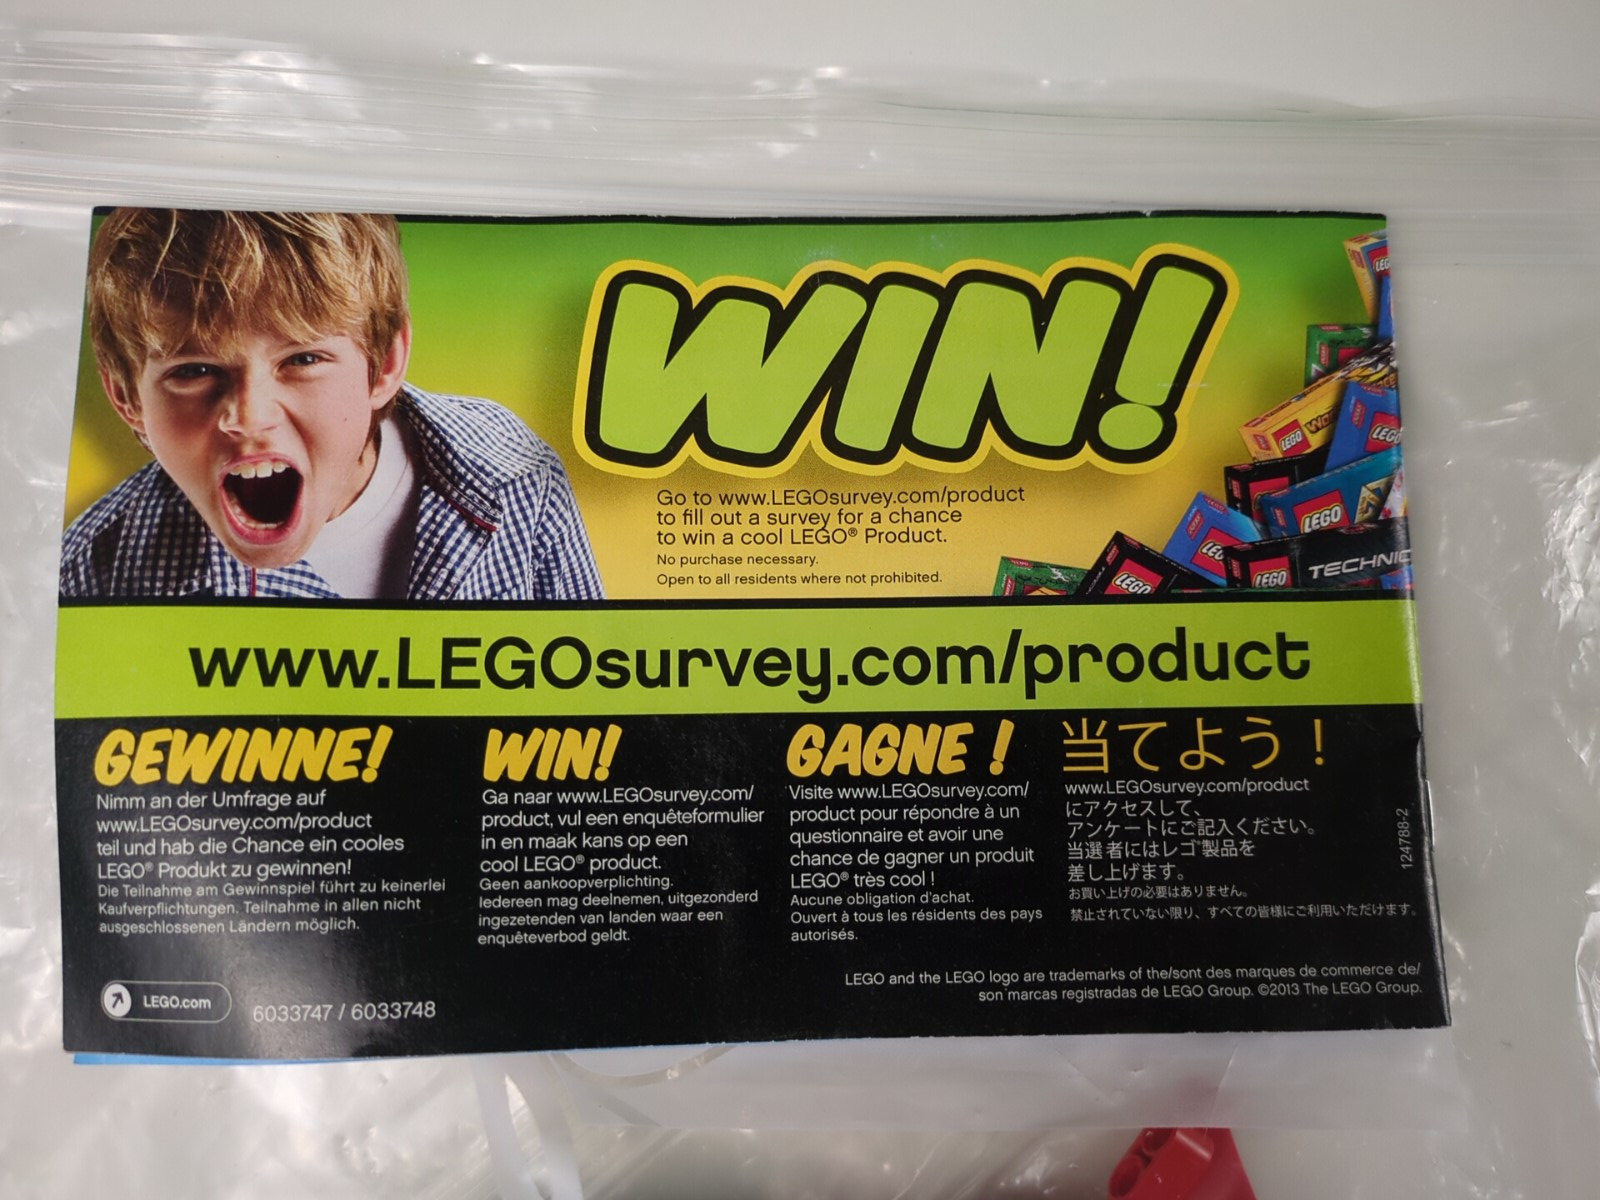 WIN!
Go to www.LEGOsurvey.com/product
to fill out a survey for a chance
to win a cool LEGO® Product.
No purchase necessary.
Open to all residents where not prohibited.
LEGO
LEGO
LEGO
LEGO
LEGO
LEGO
LEGO
TECHNIC
www.LEGOsurvey.com/product
GEWINNE!
Nimm an der Umfrage auf
www.LEGOsurvey.com/product
teil und hab die Chance ein cooles
LEGO® Produkt zu gewinnen!
Die Teilnahme am Gewinnspiel führt zu keinerlei
Kaufverpflichtungen. Teilnahme in allen nicht
ausgeschlossenen Ländern möglich.
WIN!
Ga naar www.LEGOsurvey.com/
product, vul een enquêteformulier
in en maak kans op een
cool LEGO® product.
Geen aankoopverplichting.
Iedereen mag deelnemen, uitgezonderd
ingezetenden van landen waar een
enquêteverbod geldt.
GAGNE !
Visite www.LEGOsurvey.com/
product pour répondre à un
questionnaire et avoir une
chance de gagner un produit
LEGO® très cool !
Aucune obligation d'achat.
Ouvert à tous les résidents des pays
autorisés.
当てよう！
www.LEGOsurvey.com/product
にアクセスして、
アンケートにご記入ください。
当選者にはレゴ®製品を
差し上げます。
お買い上げの必要はありません。
禁止されていない限り、すべての皆様にご利用いただけます。
124788-2
LEGO.com
6033747 / 6033748
LEGO and the LEGO logo are trademarks of the/sont des marques de commerce de/
son marcas registradas de LEGO Group. ©2013 The LEGO Group.